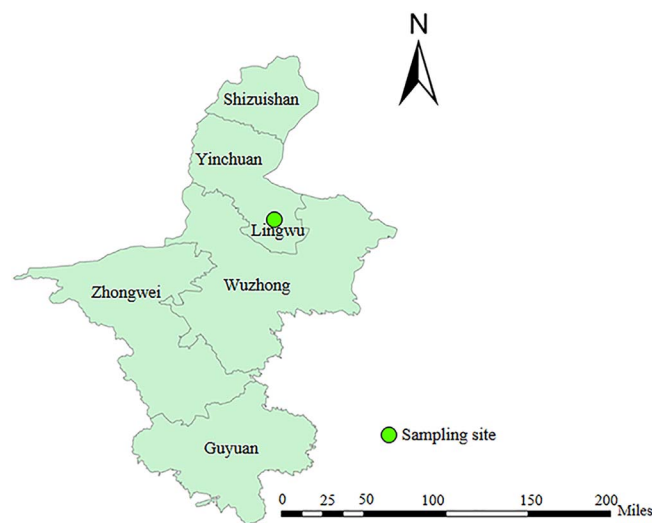 N
Shizuishan
Yinchuan
Lingwu
Zhongwei
Wuzhong
Guyuan
Sampling site
0 25 50 100 150 200
Miles